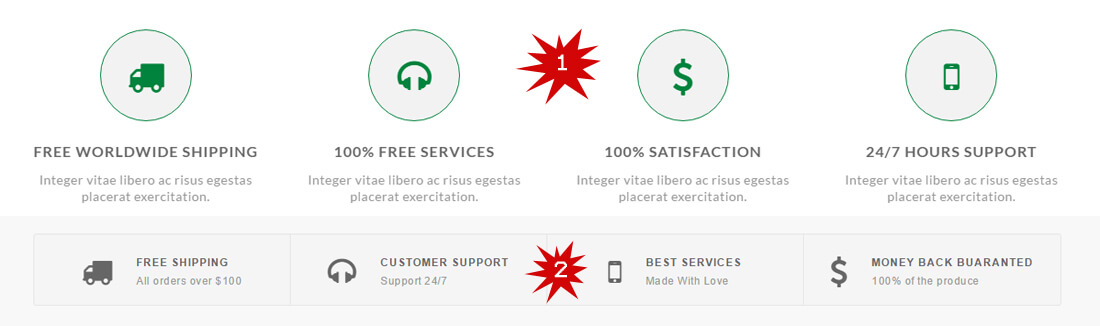 1
FREE WORLDWIDE SHIPPING
Integer vitae libero ac risus egestas
placerat exercitation.
100% FREE SERVICES
Integer vitae libero ac risus egestas
placerat exercitation.
100% SATISFACTION
Integer vitae libero ac risus egestas
placerat exercitation.
24/7 HOURS SUPPORT
Integer vitae libero ac risus egestas
placerat exercitation.
FREE SHIPPING
All orders over $100
CUSTOMER SUPPORT
Support 24/7
2
BEST SERVICES
Made With Love
MONEY BACK BUARANTED
100% of the produce